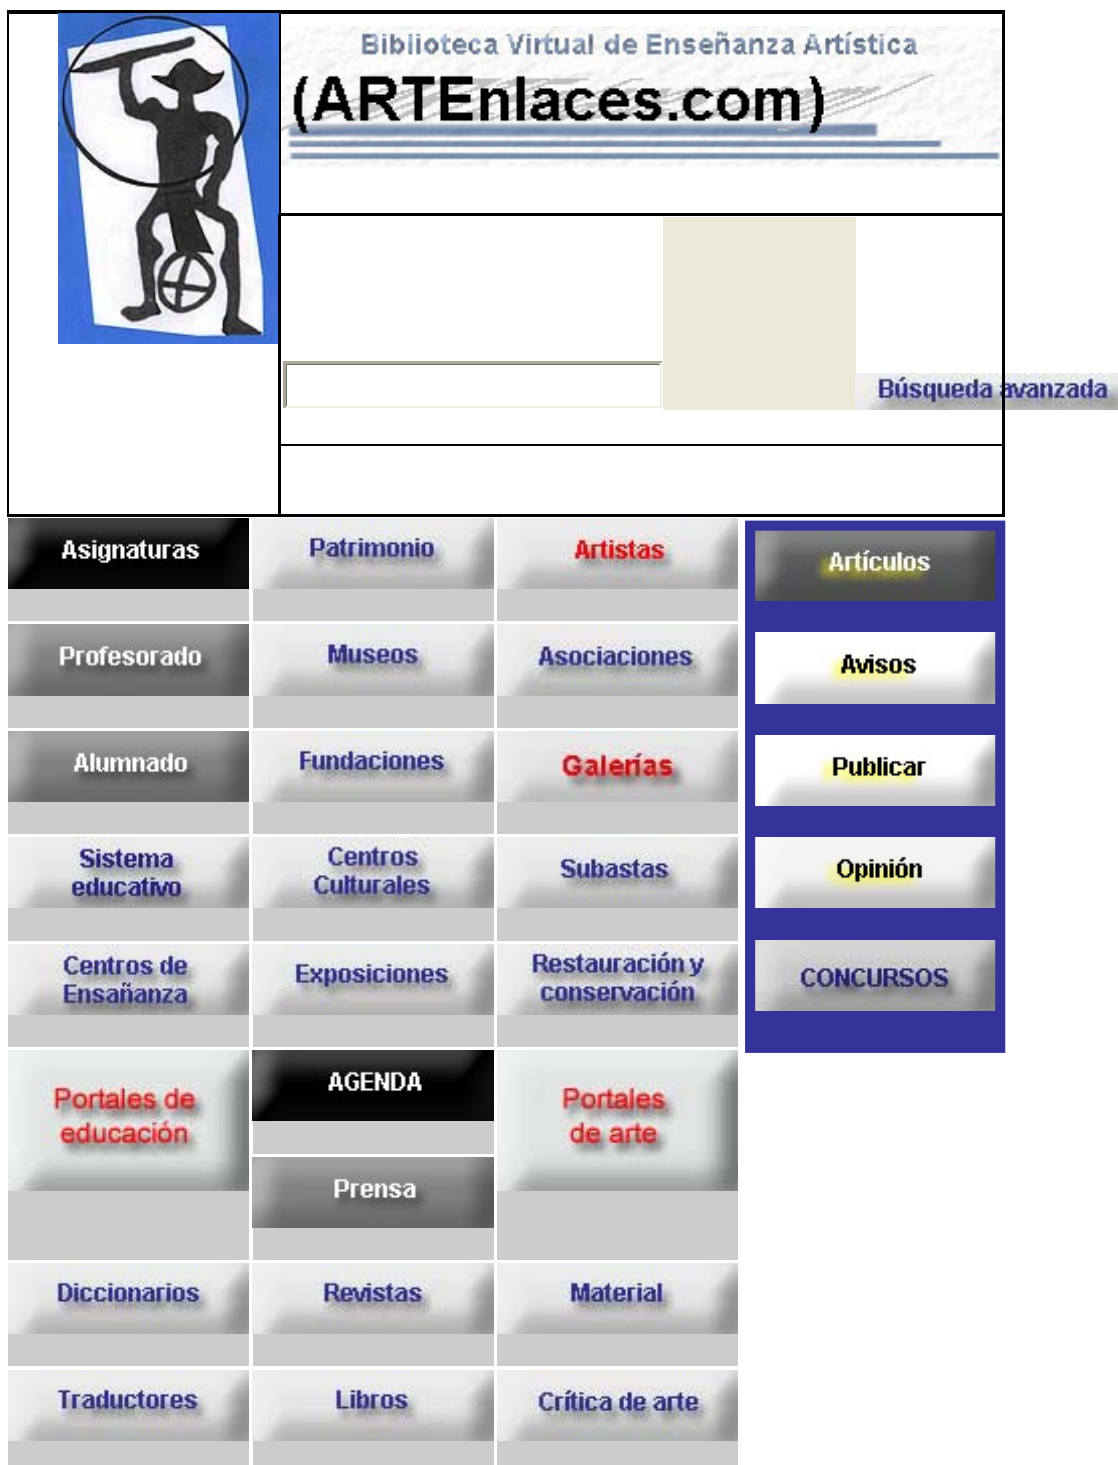 Biblioteca Virtual de Enseñanza Artística
(ARTEnlaces.com)
Búsqueda avanzada
Asignaturas
Patrimonio
Artistas
Artículos
Profesorado
Museos
Asociaciones
Avisos
Alumnado
Fundaciones
Galerías
Publicar
Sistema
educativo
Centros
Culturales
Subastas
Opinión
Centros de
Ensañanza
Exposiciones
Restauración y
conservación
CONCURSOS
Portales de
educación
AGENDA
Prensa
Portales
de arte
Diccionarios
Revistas
Material
Traductores
Libros
Crítica de arte